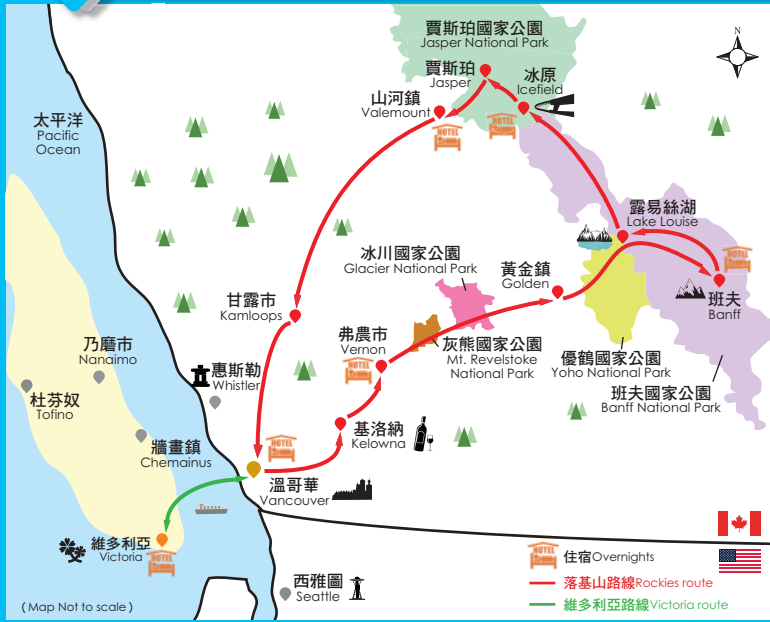 賈斯珀國家公園
Jasper National Park
N
賈斯珀
Jasper
冰原
Icefield
山河鎮
Valemount
HOTEL
HOTEL
太平洋
Pacific
Ocean
露易絲湖
Lake Louise
HOTEL
班夫
Banff
冰川國家公園
Glacier National Park
黃金鎮
Golden
甘露市
Kamloops
弗農市
Vernon
HOTEL
灰熊國家公園
Mt. Revelstoke
National Park
優鶴國家公園
Yoho National Park
班夫國家公園
Banff National Park
乃磨市
Nanaimo
惠斯勒
Whistler
杜芬奴
Tofino
牆畫鎮
Chemainus
基洛納
Kelowna
HOTEL
溫哥華
Vancouver
維多利亞
Victoria
HOTEL
西雅圖
Seattle
HOTEL
住宿Overnights
落基山路線Rockies route
維多利亞路線Victoria route
( Map Not to scale )